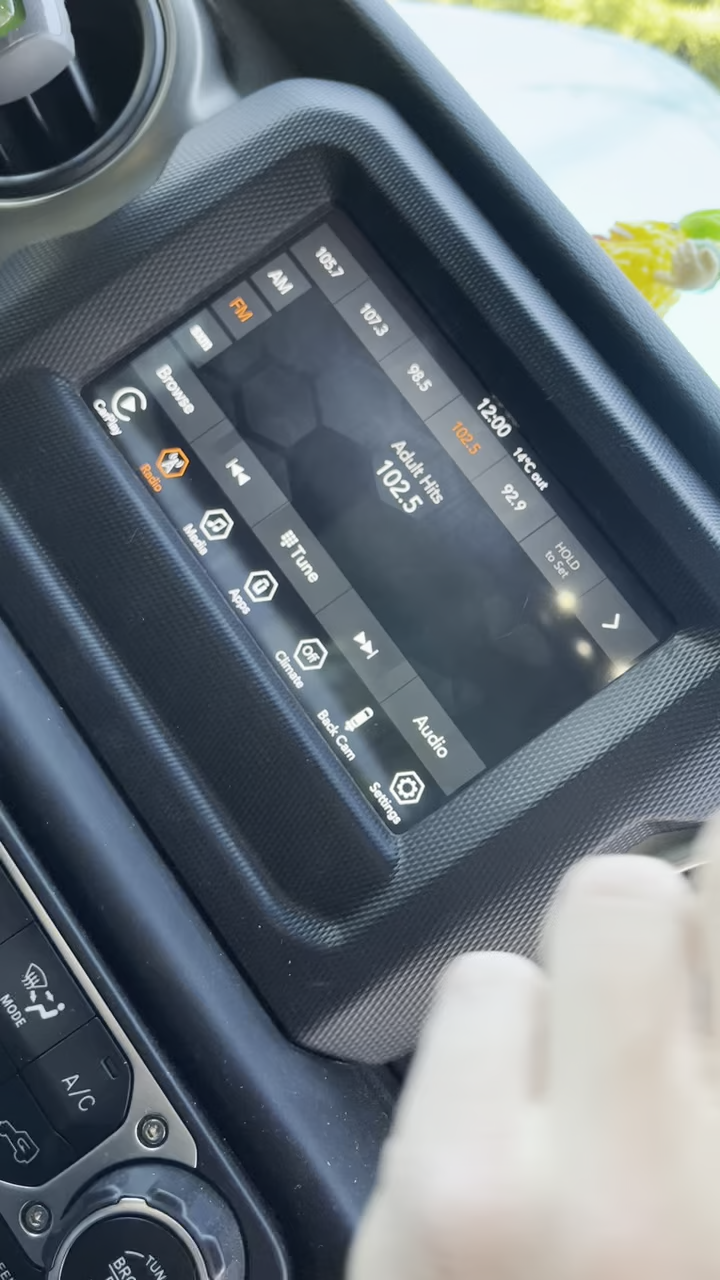 12:00
14°C out
105.7
107.3
98.5
102.5
92.9
HOLD
to Set
AM
FM
Adult Hits
102.5
Browse
Tune
Audio
CarPlay
Radio
Media
Apps
Off
Climate
Back Cam
Settings
MODE
A/C